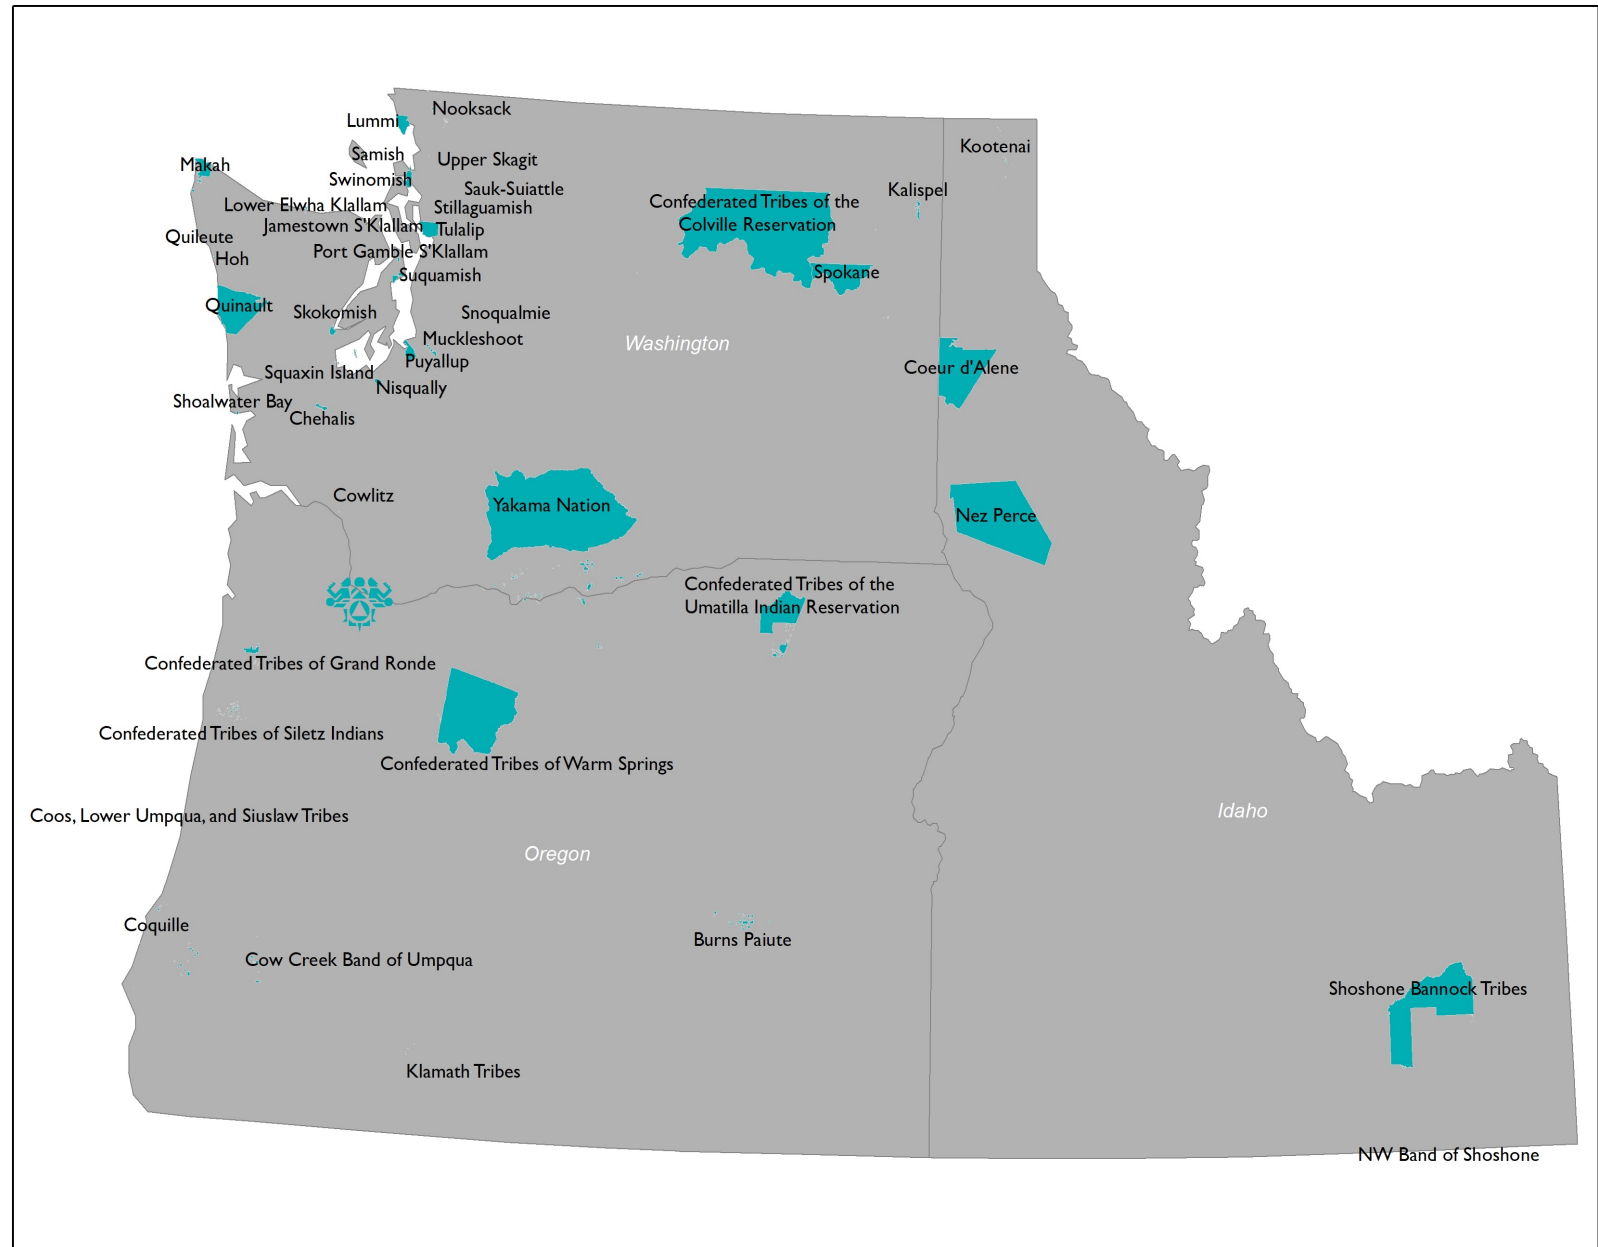 Nooksack
Lummi
Kootenai
Samish
Upper Skagit
Makah
Swinomish
Sauk-Suiattle
Kalispel
Lower Elwha Klallam
Stillaguamish
Confederated Tribes of the
Colville Reservation
Jamestown S'Klallam
Tulalip
Quileute
Port Gamble S'Klallam
Hoh
Suquamish
Spokane
Quinault
Skokomish
Snoqualmie
Muckleshoot
Washington
Puyallup
Coeur d'Alene
Squaxin Island
Nisqually
Shoalwater Bay
Chehalis
Cowlitz
Yakama Nation
Nez Perce
Confederated Tribes of the
Umatilla Indian Reservation
Confederated Tribes of Grand Ronde
Confederated Tribes of Siletz Indians
Confederated Tribes of Warm Springs
Coos, Lower Umpqua, and Siuslaw Tribes
Idaho
Oregon
Coquille
Burns Paiute
Cow Creek Band of Umpqua
Shoshone Bannock Tribes
Klamath Tribes
NW Band of Shoshone